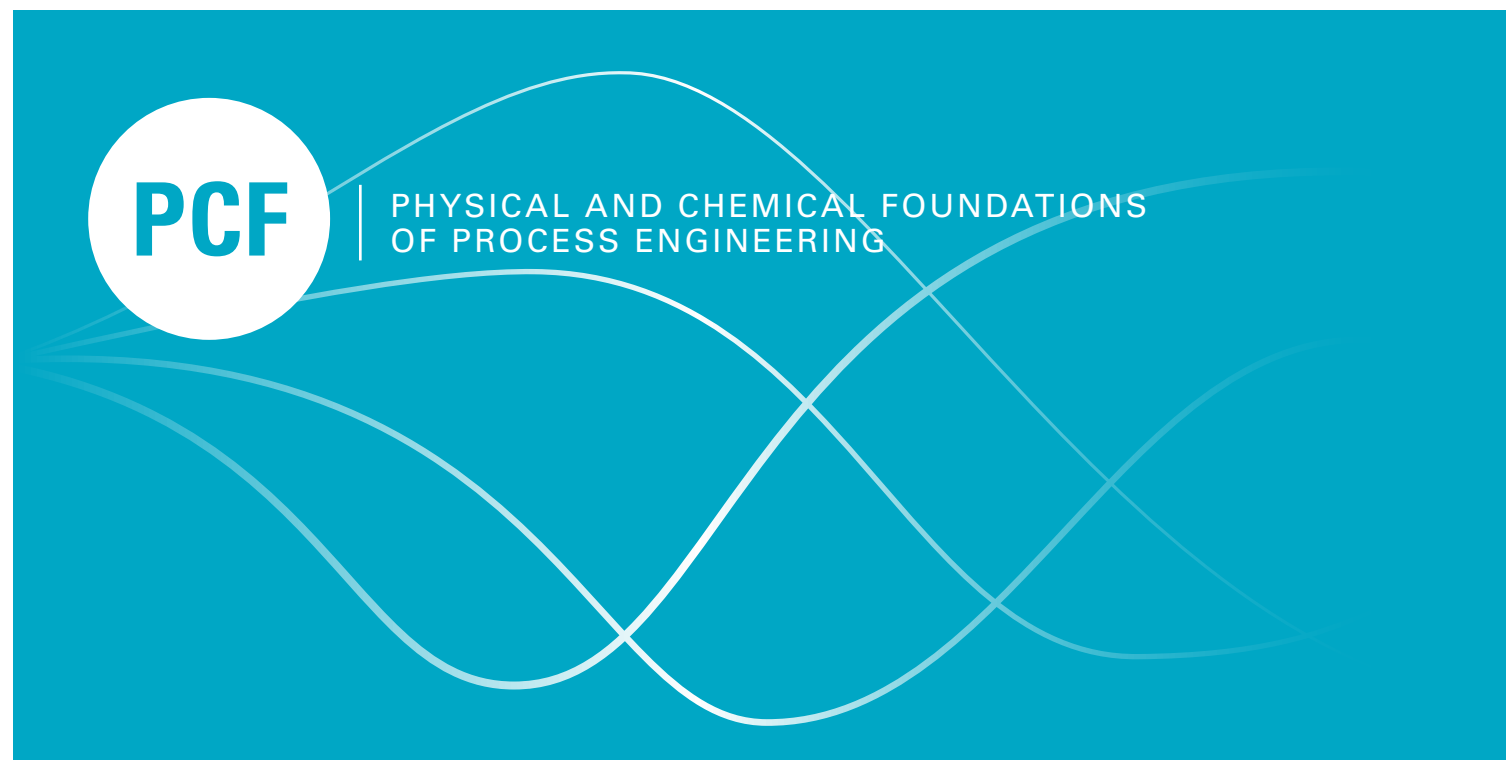 PCF
PHYSICAL AND CHEMICAL FOUNDATIONS
OF PROCESS ENGINEERING